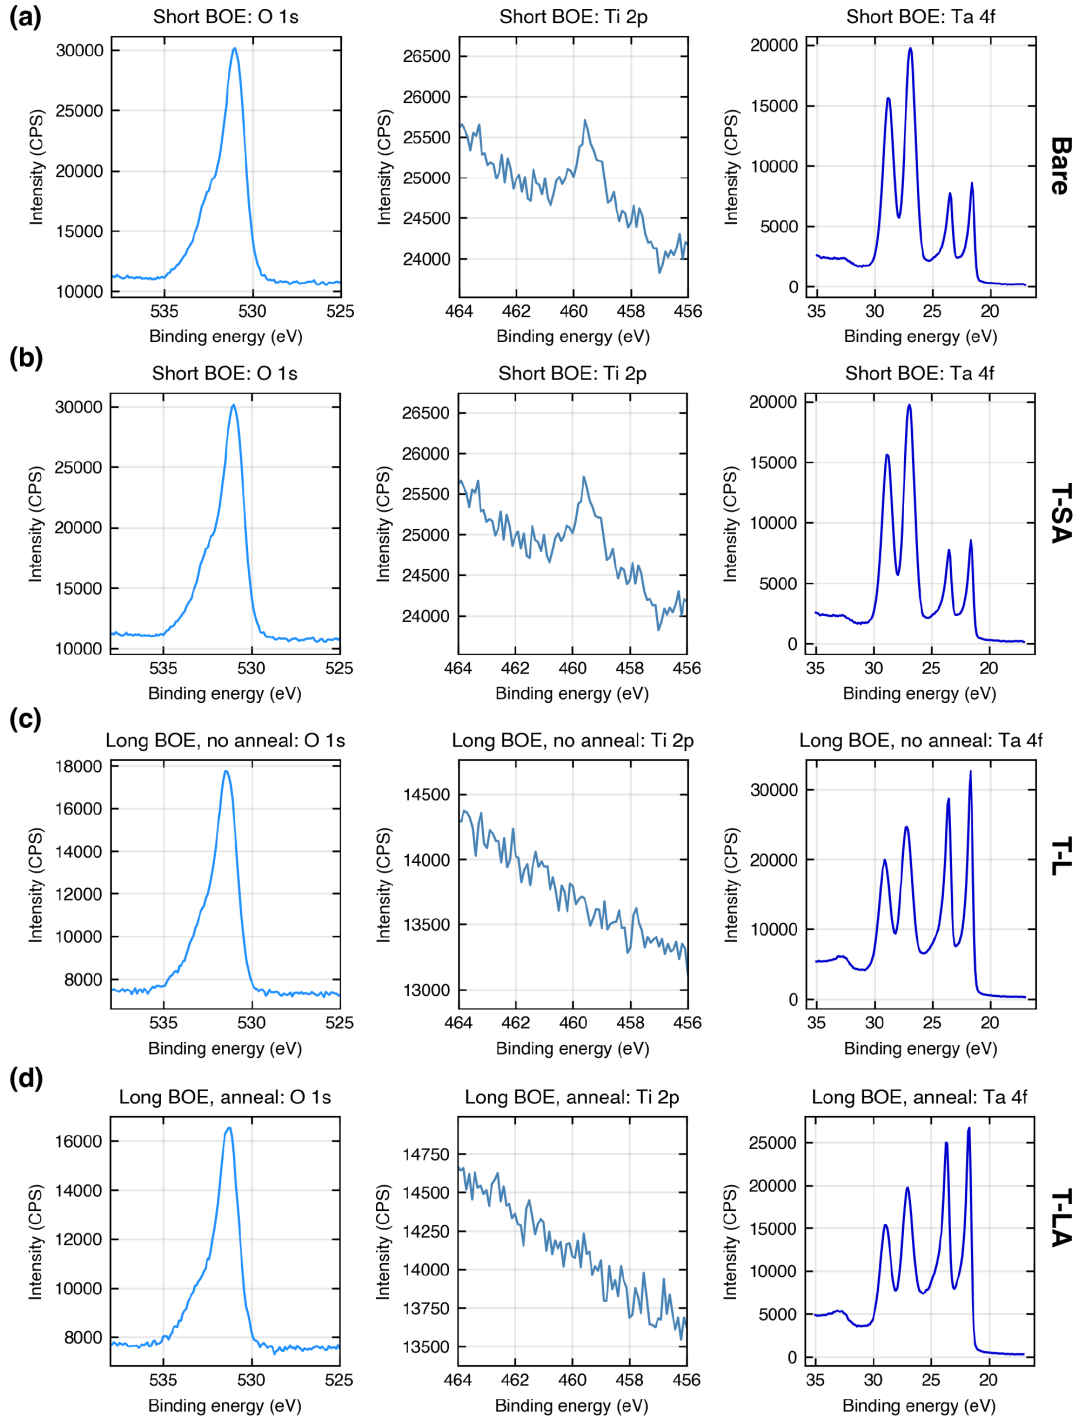 (a)
Short BOE: O 1s
Short BOE: Ti 2p
Short BOE: Ta 4f
Intensity (CPS)
30000
25000
20000
15000
10000
535
530
525
Binding energy (eV)
Intensity (CPS)
26500
26000
25500
25000
24500
24000
464
462
460
458
456
Binding energy (eV)
Intensity (CPS)
20000
15000
10000
5000
0
35
30
25
20
Binding energy (eV)
Bare
(b)
Short BOE: O 1s
Short BOE: Ti 2p
Short BOE: Ta 4f
Intensity (CPS)
30000
25000
20000
15000
10000
535
530
525
Binding energy (eV)
Intensity (CPS)
26500
26000
25500
25000
24500
24000
464
462
460
458
456
Binding energy (eV)
Intensity (CPS)
20000
15000
10000
5000
0
35
30
25
20
Binding energy (eV)
T-SA
(c)
Long BOE, no anneal: O 1s
Long BOE, no anneal: Ti 2p
Long BOE, no anneal: Ta 4f
Intensity (CPS)
18000
16000
14000
12000
10000
8000
535
530
525
Binding energy (eV)
Intensity (CPS)
14500
14000
13500
13000
464
462
460
458
456
Binding energy (eV)
Intensity (CPS)
30000
20000
10000
0
35
30
25
20
Binding energy (eV)
T-L
(d)
Long BOE, anneal: O 1s
Long BOE, anneal: Ti 2p
Long BOE, anneal: Ta 4f
Intensity (CPS)
16000
14000
12000
10000
8000
535
530
525
Binding energy (eV)
Intensity (CPS)
14750
14500
14250
14000
13750
13500
464
462
460
458
456
Binding energy (eV)
Intensity (CPS)
25000
20000
15000
10000
5000
0
35
30
25
20
Binding energy (eV)
T-LA